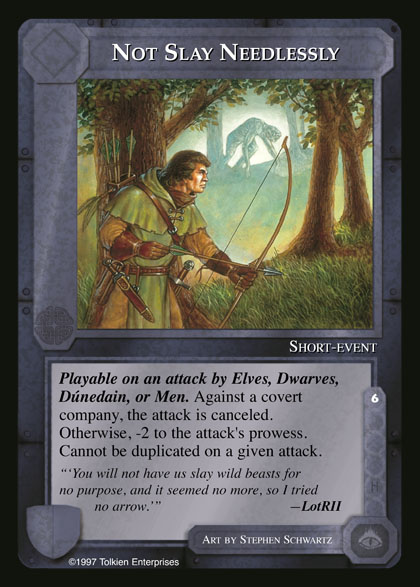 Not Slay Needlessly
Short-event
Playable on an attack by Elves, Dwarves,
Dúnedain, or Men. Against a covert
company, the attack is canceled.
Otherwise, -2 to the attack's prowess.
Cannot be duplicated on a given attack.
6
“‘You will not have us slay wild beasts for
no purpose, and it seemed no more, so I tried
no arrow.’” —LotRII
H
Art by Stephen Schwartz
©1997 Tolkien Enterprises